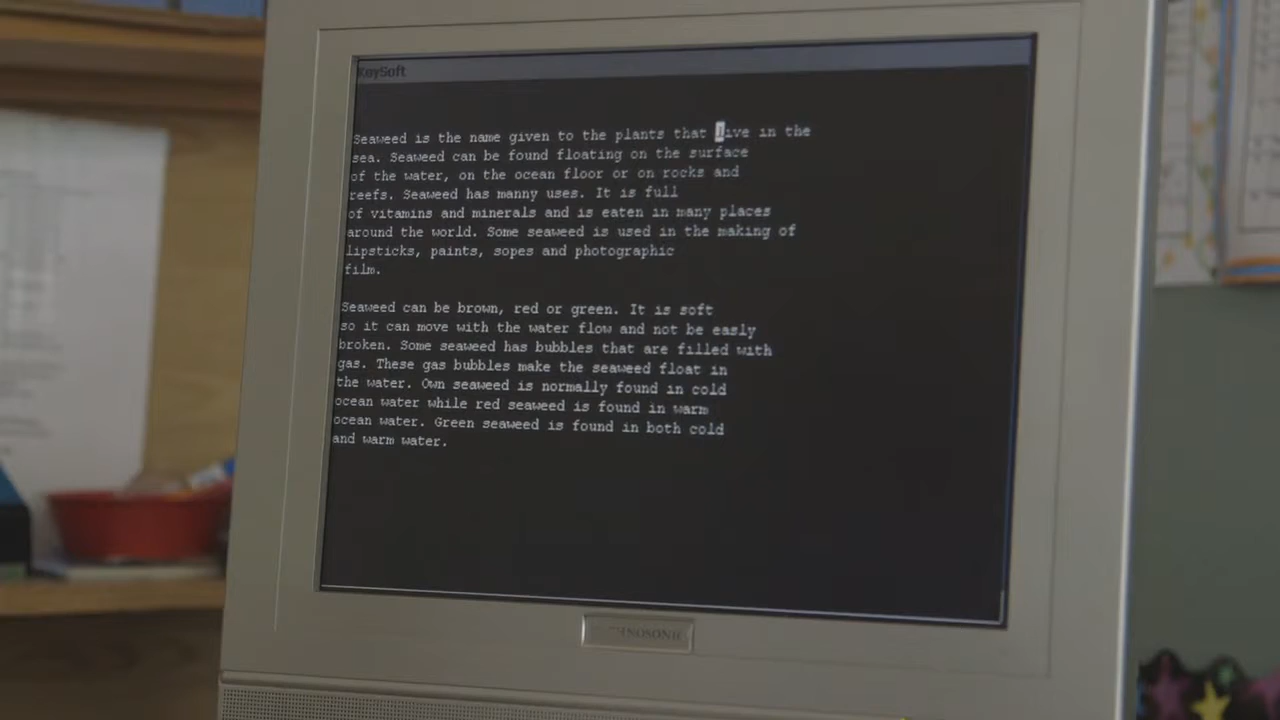 KeySoft
Seaweed is the name given to the plants that live in the
sea. Seaweed can be found floating on the surface
of the water, on the ocean floor or on rocks and
reefs. Seaweed has manny uses. It is full
of vitamins and minerals and is eaten in many places
around the world. Some seaweed is used in the making of
lipsticks, paints, sopes and photographic
film.
Seaweed can be brown, red or green. It is soft
so it can move with the water flow and not be easly
broken. Some seaweed has bubbles that are filled with
gas. These gas bubbles make the seaweed float in
the water. Own seaweed is normally found in cold
ocean water while red seaweed is found in warm
ocean water. Green seaweed is found in both cold
and warm water.